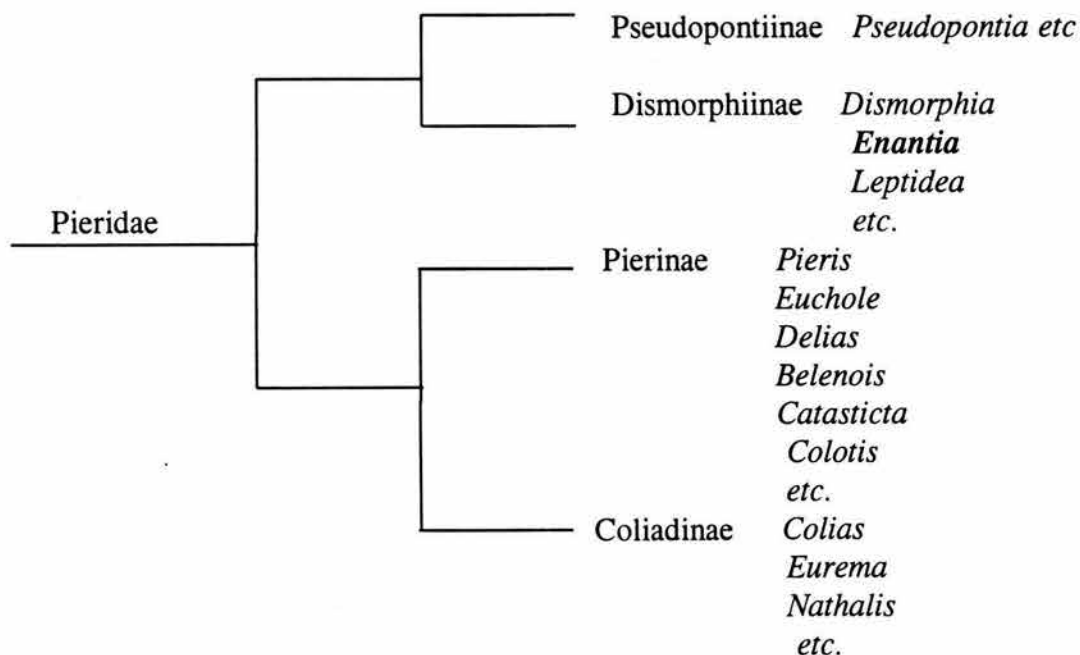 Pseudopontiinae Pseudopontia etc
Dismorphiinae Dismorphia
Enantia
Leptidea
etc.
Pieridae
Pierinae Pieris
Euchole
Delias
Belenois
Catasticta
Colotis
etc.
Coliadinae Colias
Eurema
Nathalis
etc.